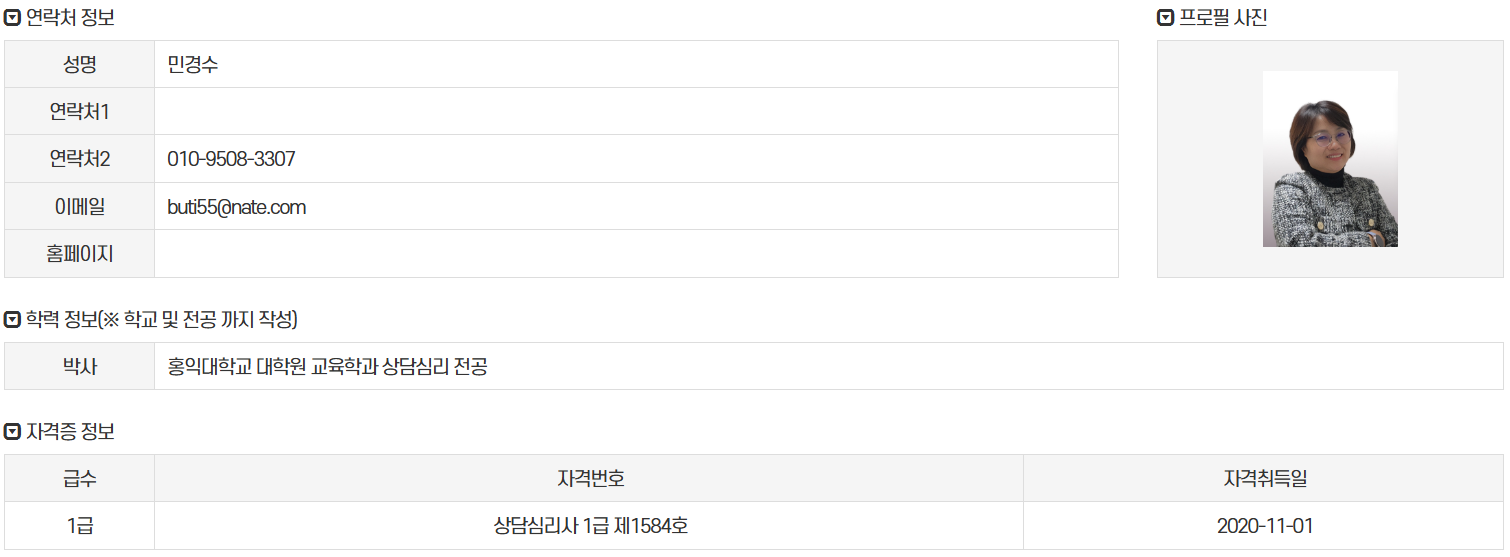 연락처 정보
성명 민경수
연락처1
연락처2 010-9508-3307
이메일 buti55@nate.com
홈페이지
프로필 사진
학력 정보(※ 학교 및 전공 까지 작성)
박사 홍익대학교 대학원 교육학과 상담심리 전공
자격증 정보
급수 자격번호 자격취득일
1급 상담심리사 1급 제1584호 2020-11-01